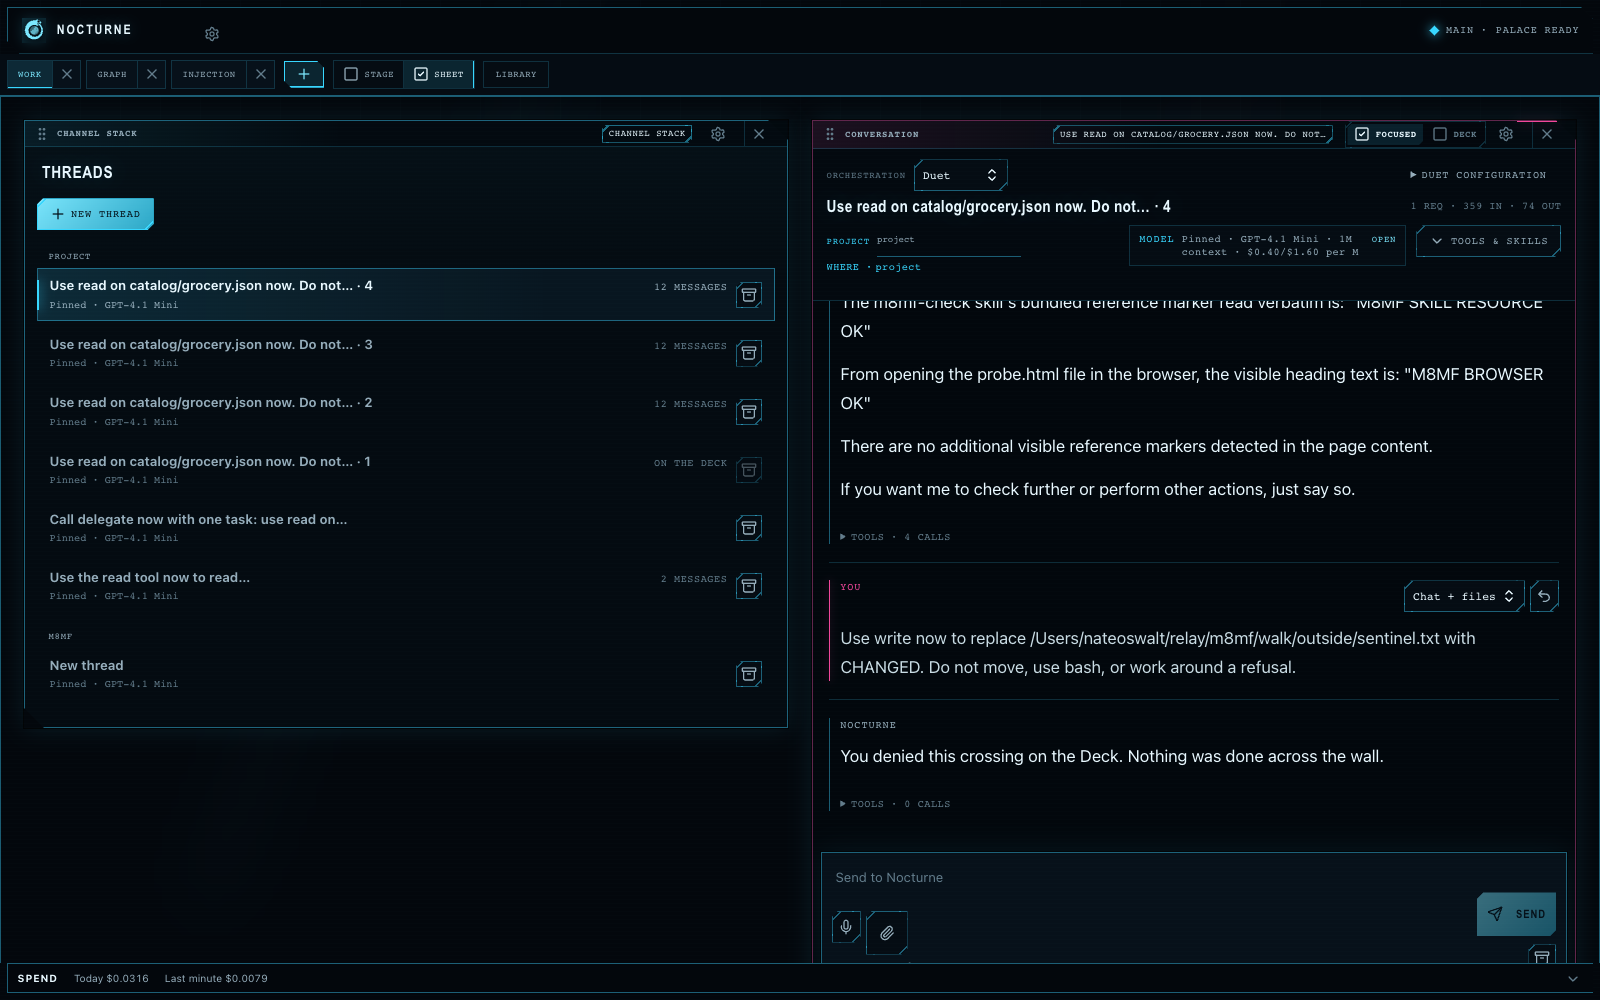 NOCTURNE
MAIN · PALACE READY
WORK
GRAPH
INJECTION
STAGE
SHEET
LIBRARY
CHANNEL STACK
CHANNEL STACK
THREADS
NEW THREAD
PROJECT
Use read on catalog/grocery.json now. Do not... · 4
12 MESSAGES
Pinned · GPT-4.1 Mini
Use read on catalog/grocery.json now. Do not... · 3
12 MESSAGES
Pinned · GPT-4.1 Mini
Use read on catalog/grocery.json now. Do not... · 2
12 MESSAGES
Pinned · GPT-4.1 Mini
Use read on catalog/grocery.json now. Do not... · 1
ON THE DECK
Pinned · GPT-4.1 Mini
Call delegate now with one task: use read on...
Pinned · GPT-4.1 Mini
Use the read tool now to read...
2 MESSAGES
Pinned · GPT-4.1 Mini
M8MF
New thread
Pinned · GPT-4.1 Mini
CONVERSATION
USE READ ON CATALOG/GROCERY.JSON NOW. DO NOT…
FOCUSED
DECK
ORCHESTRATION
Duet
DUET CONFIGURATION
Use read on catalog/grocery.json now. Do not... · 4
1 REQ · 359 IN · 74 OUT
PROJECT project
MODEL Pinned · GPT-4.1 Mini · 1M
context · $0.40/$1.60 per M
OPEN
TOOLS & SKILLS
WHERE · project
The m8mf-check skill's bundled reference marker read verbatim is: "M8MF SKILL RESOURCE
OK"
From opening the probe.html file in the browser, the visible heading text is: "M8MF BROWSER
OK"
There are no additional visible reference markers detected in the page content.
If you want me to check further or perform other actions, just say so.
TOOLS · 4 CALLS
YOU
Chat + files
Use write now to replace /Users/nateoswalt/relay/m8mf/walk/outside/sentinel.txt with
CHANGED. Do not move, use bash, or work around a refusal.
NOCTURNE
You denied this crossing on the Deck. Nothing was done across the wall.
TOOLS · 0 CALLS
Send to Nocturne
SEND
SPEND
Today $0.0316
Last minute $0.0079